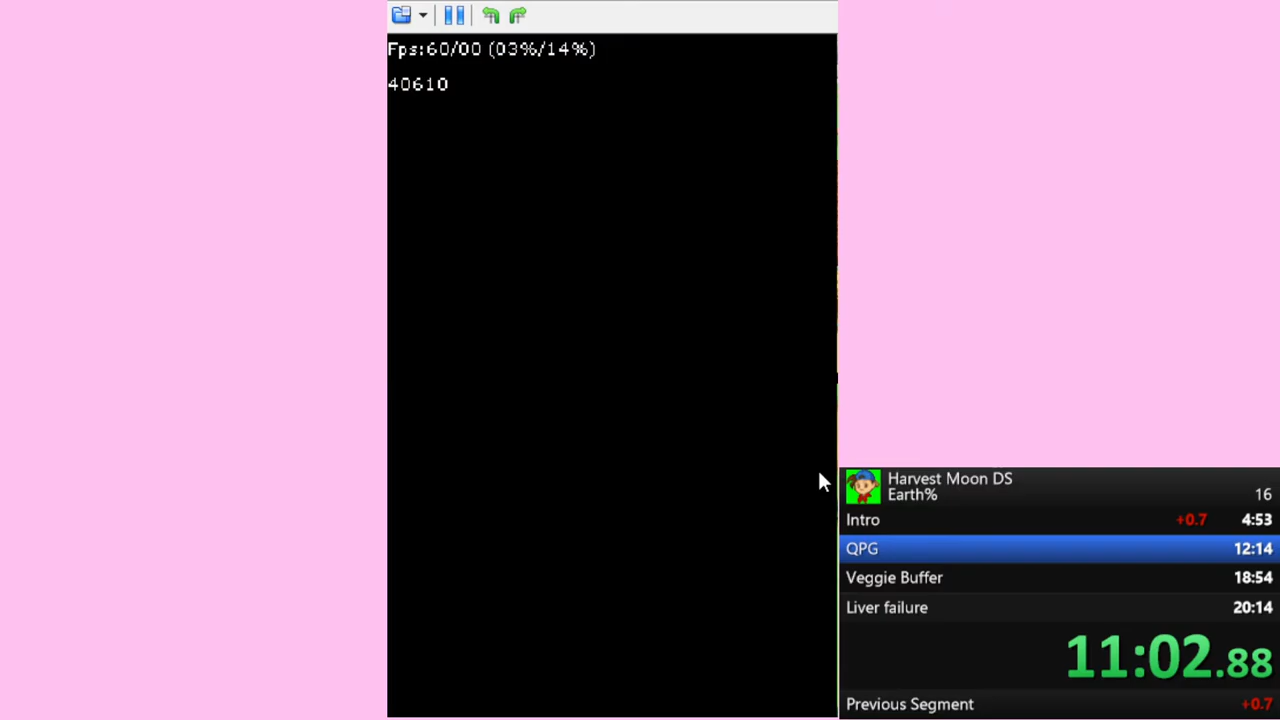 Fps:60/00 (03%/14%)
40610
Harvest Moon DS
Earth% 16
Intro +0.7 4:53
QPG 12:14
Veggie Buffer 18:54
Liver failure 20:14
11:02.88
Previous Segment +0.7